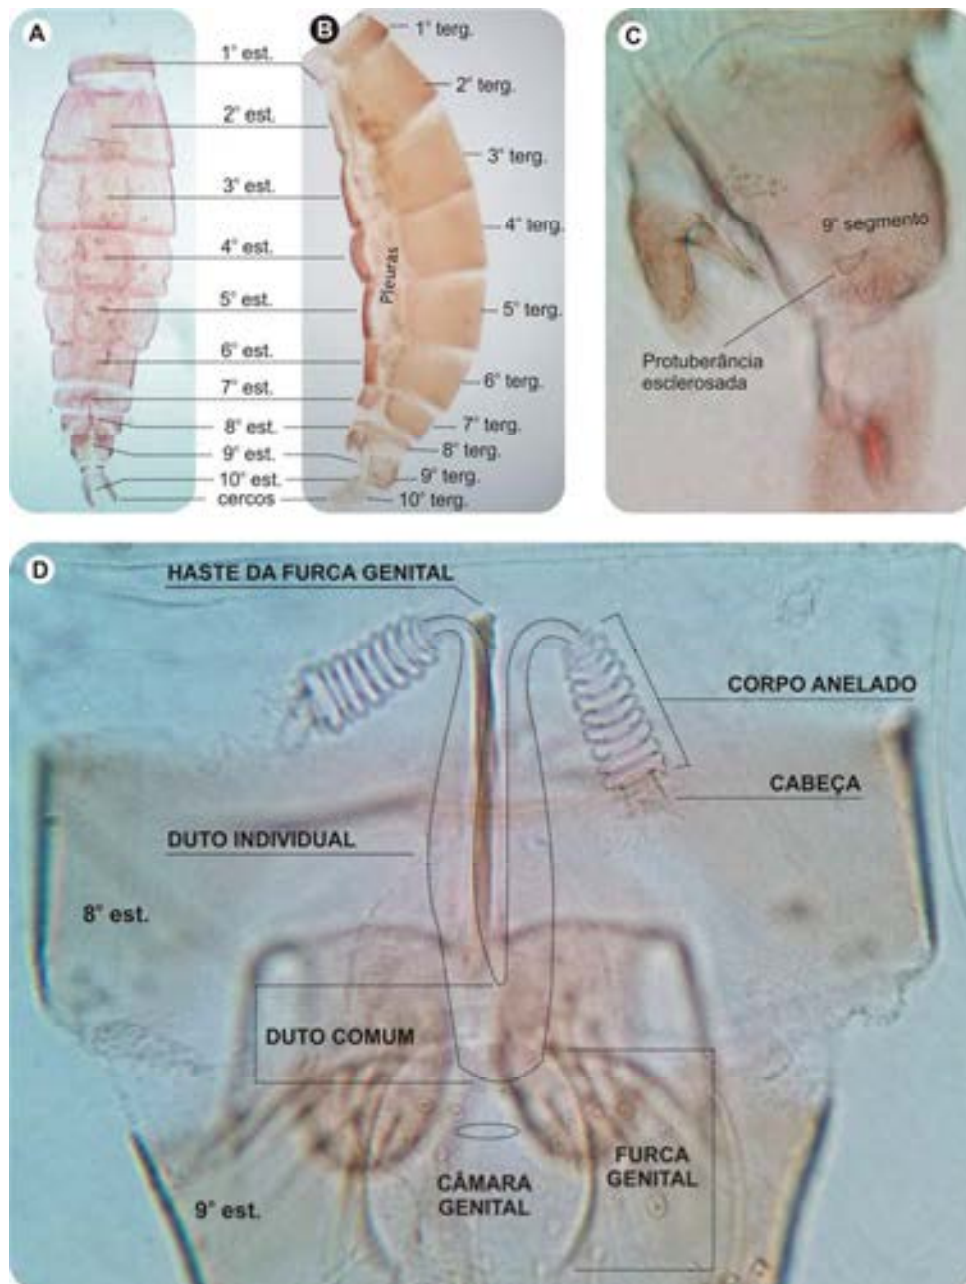 A
B
C
1° est.
2° est.
3° est.
4° est.
5° est.
6° est.
7° est.
8° est.
9° est.
10° est.
cercos
Pleuras
1° terg.
2° terg.
3° terg.
4° terg.
5° terg.
6° terg.
7° terg.
8° terg.
9° terg.
10° terg.
9° segmento
Protuberância
esclerosada
D
HASTE DA FURCA GENITAL
CORPO ANELADO
CABEÇA
DUTO INDIVIDUAL
8° est.
DUTO COMUM
FURCA
GENITAL
CÂMARA
GENITAL
9° est.